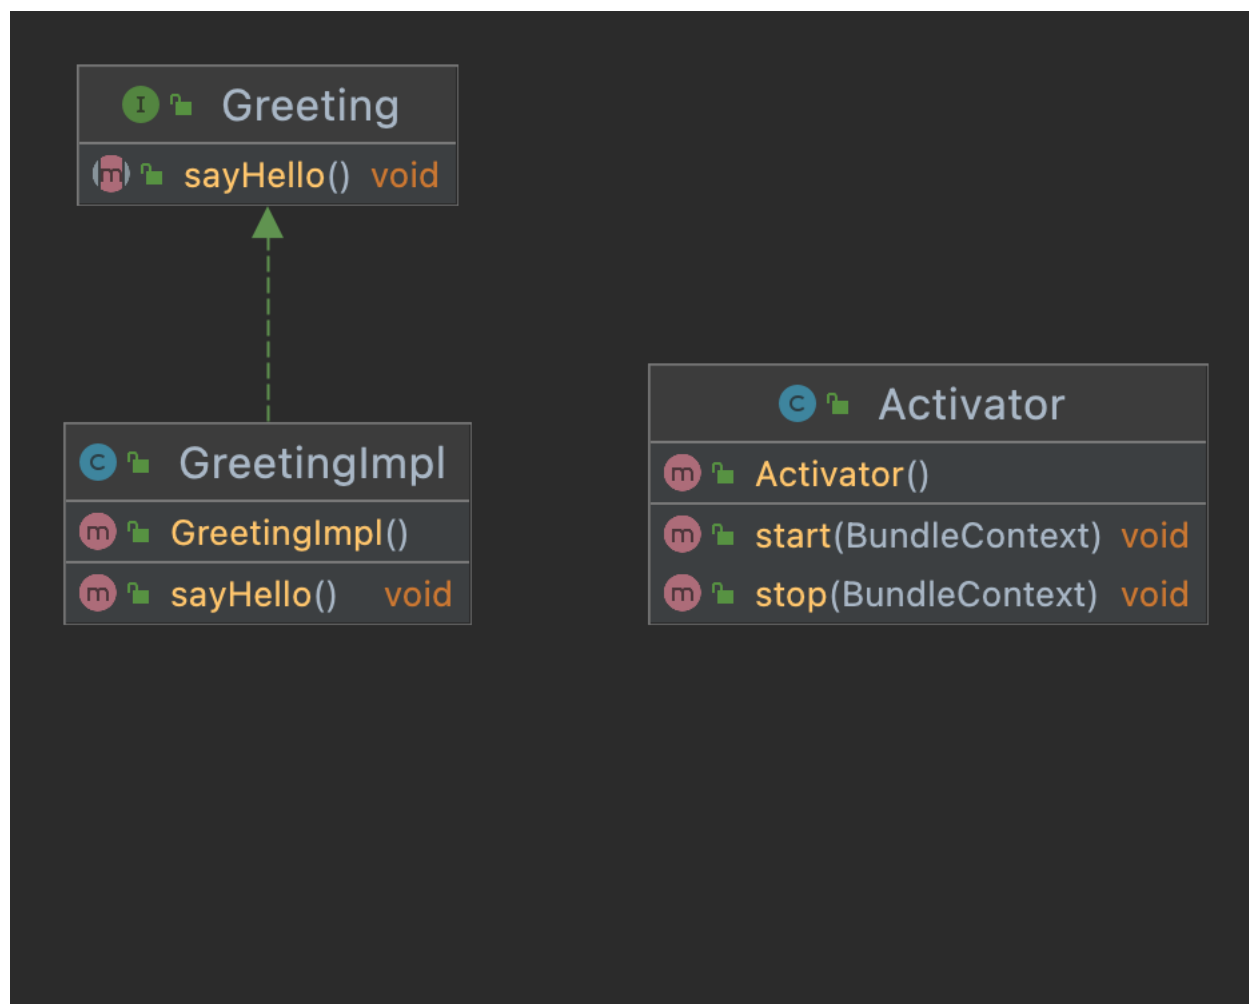 I Greeting
m sayHello() void
C GreetingImpl
m GreetingImpl()
m sayHello() void
C Activator
m Activator()
m start(BundleContext) void
m stop(BundleContext) void